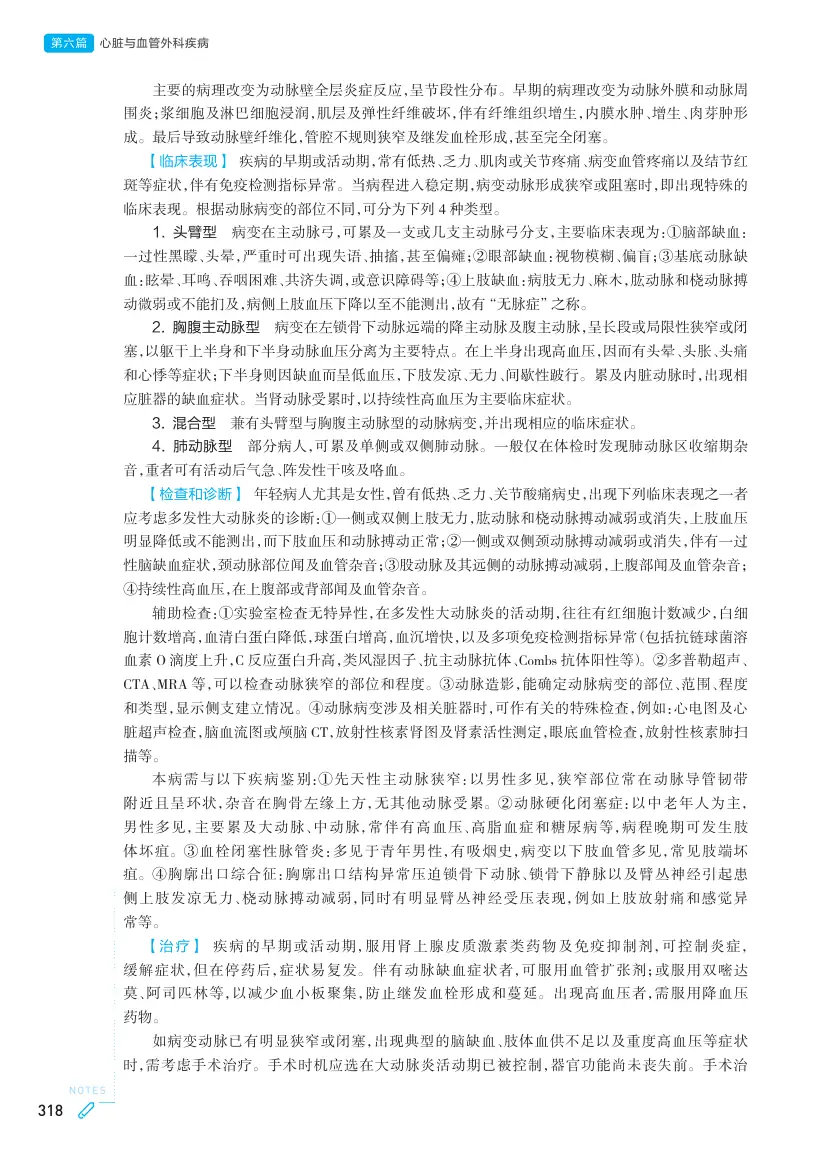 第六篇 心脏与血管外科疾病
主要的病理改变为动脉壁全层炎症反应，呈节段性分布。早期的病理改变为动脉外膜和动脉周
围炎；浆细胞及淋巴细胞浸润，肌层及弹性纤维破坏，伴有纤维组织增生，内膜水肿、增生、肉芽肿形
成。最后导致动脉壁纤维化，管腔不规则狭窄及继发血栓形成，甚至完全闭塞。
【临床表现】 疾病的早期或活动期，常有低热、乏力、肌肉或关节疼痛、病变血管疼痛以及结节红
斑等症状，伴有免疫检测指标异常。当病程进入稳定期，病变动脉形成狭窄或阻塞时，即出现特殊的
临床表现。根据动脉病变的部位不同，可分为下列 4 种类型。
1. 头臂型 病变在主动脉弓，可累及一支或几支主动脉弓分支，主要临床表现为：①脑部缺血：
一过性黑矇、头晕，严重时可出现失语、抽搐，甚至偏瘫；②眼部缺血：视物模糊、偏盲；③基底动脉缺
血：眩晕、耳鸣、吞咽困难、共济失调，或意识障碍等；④上肢缺血：病肢无力、麻木，肱动脉和桡动脉搏
动微弱或不能扪及，病侧上肢血压下降以至不能测出，故有“无脉症”之称。
2. 胸腹主动脉型 病变在左锁骨下动脉远端的降主动脉及腹主动脉，呈长段或局限性狭窄或闭
塞，以躯干上半身和下半身动脉血压分离为主要特点。在上半身出现高血压，因而有头晕、头胀、头痛
和心悸等症状；下半身则因缺血而呈低血压，下肢发凉、无力、间歇性跛行。累及内脏动脉时，出现相
应脏器的缺血症状。当肾动脉受累时，以持续性高血压为主要临床症状。
3. 混合型 兼有头臂型与胸腹主动脉型的动脉病变，并出现相应的临床症状。
4. 肺动脉型 部分病人，可累及单侧或双侧肺动脉。一般仅在体检时发现肺动脉区收缩期杂
音，重者可有活动后气急、阵发性干咳及咯血。
【检查和诊断】 年轻病人尤其是女性，曾有低热、乏力、关节酸痛病史，出现下列临床表现之一者
应考虑多发性大动脉炎的诊断：①一侧或双侧上肢无力，肱动脉和桡动脉搏动减弱或消失，上肢血压
明显降低或不能测出，而下肢血压和动脉搏动正常；②一侧或双侧颈动脉搏动减弱或消失，伴有一过
性脑缺血症状，颈动脉部位闻及血管杂音；③股动脉及其远侧的动脉搏动减弱，上腹部闻及血管杂音；
④持续性高血压，在上腹部或背部闻及血管杂音。
辅助检查：①实验室检查无特异性，在多发性大动脉炎的活动期，往往有红细胞计数减少，白细
胞计数增高，血清白蛋白降低，球蛋白增高，血沉增快，以及多项免疫检测指标异常（包括抗链球菌溶
血素 O 滴度上升，C 反应蛋白升高，类风湿因子、抗主动脉抗体、Combs 抗体阳性等）。②多普勒超声、
CTA、MRA 等，可以检查动脉狭窄的部位和程度。③动脉造影，能确定动脉病变的部位、范围、程度
和类型，显示侧支建立情况。④动脉病变涉及相关脏器时，可作有关的特殊检查，例如：心电图及心
脏超声检查，脑血流图或颅脑 CT，放射性核素肾图及肾素活性测定，眼底血管检查，放射性核素肺扫
描等。
本病需与以下疾病鉴别：①先天性主动脉狭窄：以男性多见，狭窄部位常在动脉导管韧带
附近且呈环状，杂音在胸骨左缘上方，无其他动脉受累。②动脉硬化闭塞症：以中老年人为主，
男性多见，主要累及大动脉、中动脉，常伴有高血压、高脂血症和糖尿病等，病程晚期可发生肢
体坏疽。③血栓闭塞性脉管炎：多见于青年男性，有吸烟史，病变以下肢血管多见，常见肢端坏
疽。④胸廓出口综合征：胸廓出口结构异常压迫锁骨下动脉、锁骨下静脉以及臂丛神经引起患
侧上肢发凉无力、桡动脉搏动减弱，同时有明显臂丛神经受压表现，例如上肢放射痛和感觉异
常等。
【治疗】 疾病的早期或活动期，服用肾上腺皮质激素类药物及免疫抑制剂，可控制炎症，
缓解症状，但在停药后，症状易复发。伴有动脉缺血症状者，可服用血管扩张剂；或服用双嘧达
莫、阿司匹林等，以减少血小板聚集，防止继发血栓形成和蔓延。出现高血压者，需服用降血压
药物。
如病变动脉已有明显狭窄或闭塞，出现典型的脑缺血、肢体血供不足以及重度高血压等症状
时，需考虑手术治疗。手术时机应选在大动脉炎活动期已被控制，器官功能尚未丧失前。手术治
NOTES
318